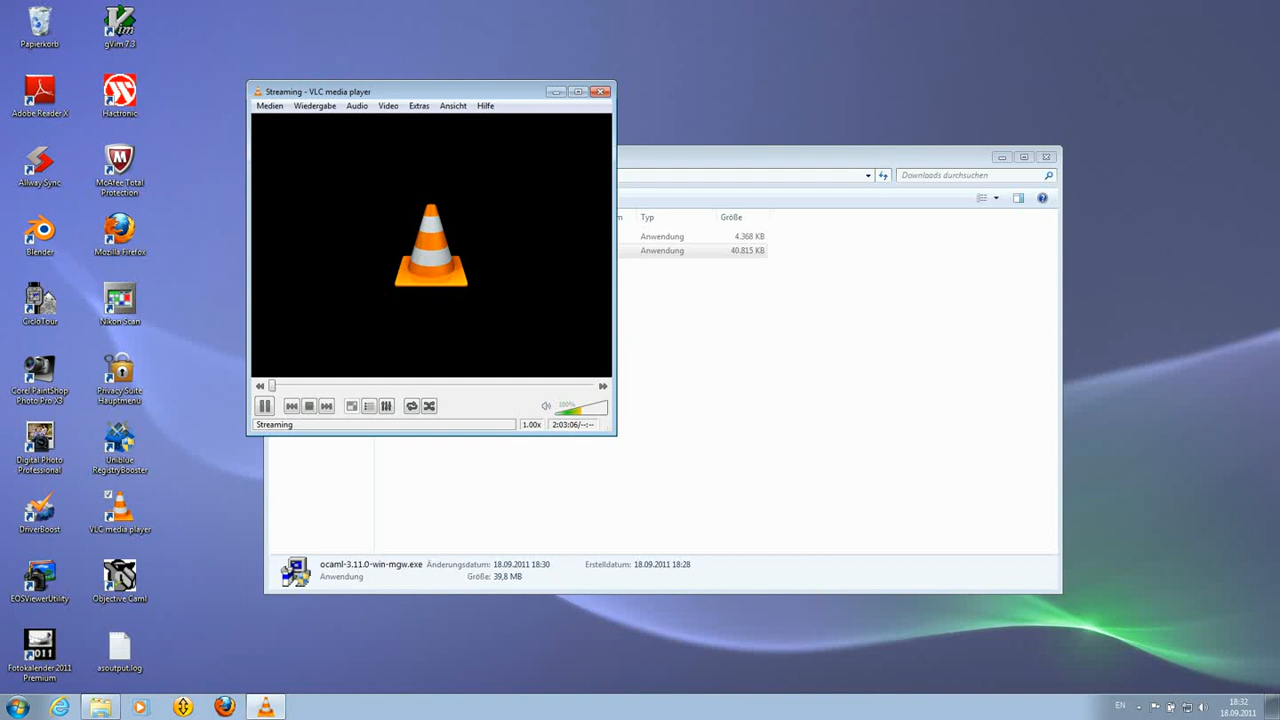 Papierkorb
gVim 7.3
Adobe Reader X
Hactronic
Allway Sync
McAfee Total
Protection
Blender
Mozilla Firefox
CicloTour
Nikon Scan
Corel PaintShop
Photo Pro X3
Privacy Suite
Hauptmenü
Digital Photo
Professional
Uniblue
RegistryBooster
DriverBoost
VLC media player
EOSViewerUtility
Objective Caml
Fotokalender 2011
Premium
asoutput.log
Streaming - VLC media player
Medien Wiedergabe Audio Video Extras Ansicht Hilfe
100%
Streaming 1.00x 2:03:06/--:--
Downloads durchsuchen
m Typ Größe
Anwendung 4.368 KB
Anwendung 40.815 KB
ocaml-3.11.0-win-mgw.exe Änderungsdatum: 18.09.2011 18:30 Erstelldatum: 18.09.2011 18:28
Anwendung Größe: 39,8 MB
EN
18:32
18.09.2011